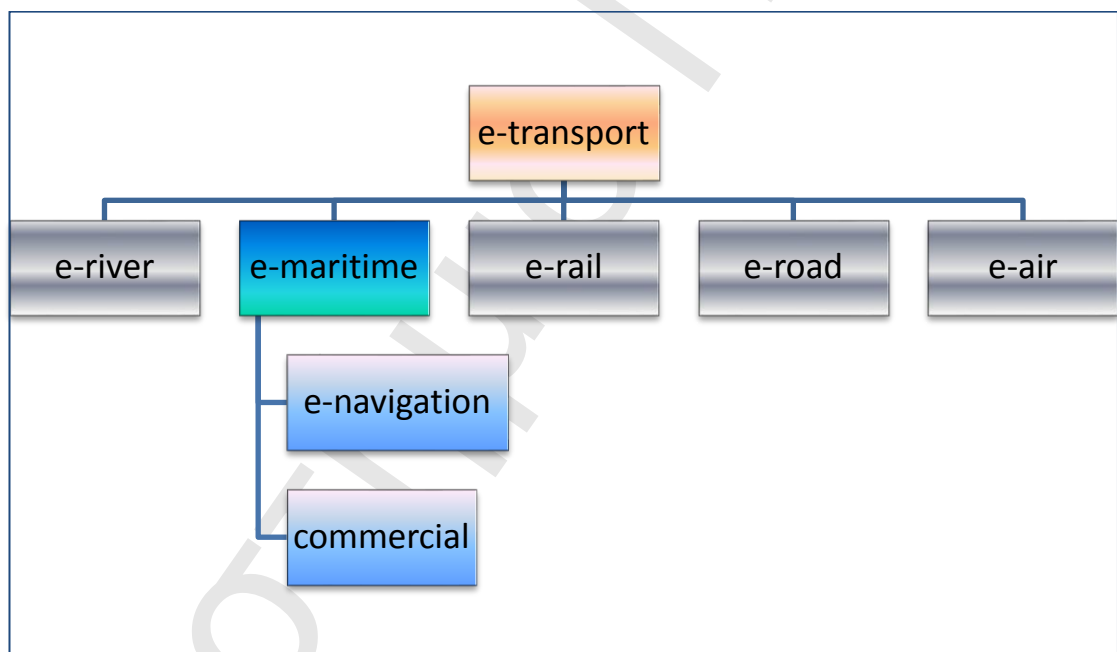 e-transport
e-river
e-maritime
e-rail
e-road
e-air
e-navigation
commercial